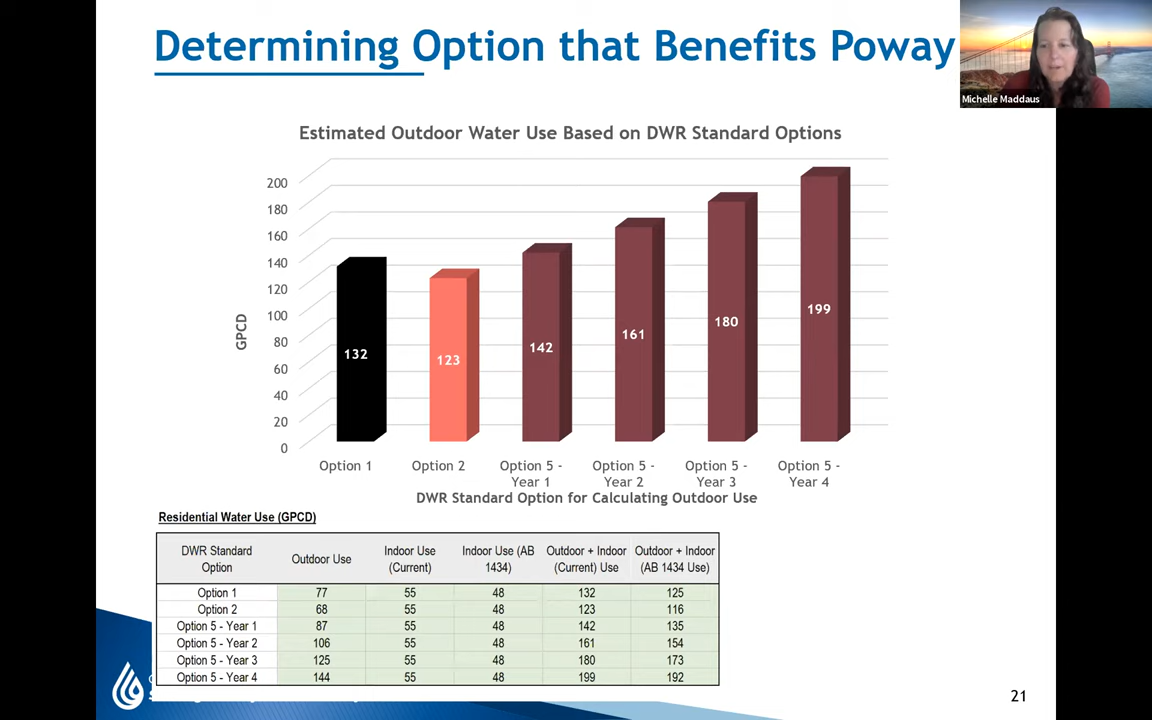 Determining Option that Benefits Poway
Michelle Maddaus
Estimated Outdoor Water Use Based on DWR Standard Options
200
180
160
140
120
100
80
60
40
20
0
GPCD
132
123
142
161
180
199
Option 1
Option 2
Option 5 -
Year 1
Option 5 -
Year 2
Option 5 -
Year 3
Option 5 -
Year 4
DWR Standard Option for Calculating Outdoor Use
Residential Water Use (GPCD)
DWR Standard Option
Outdoor Use
Indoor Use (Current)
Indoor Use (AB 1434)
Outdoor + Indoor (Current) Use
Outdoor + Indoor (AB 1434 Use)
Option 1 77 55 48 132 125
Option 2 68 55 48 123 116
Option 5 - Year 1 87 55 48 142 135
Option 5 - Year 2 106 55 48 161 154
Option 5 - Year 3 125 55 48 180 173
Option 5 - Year 4 144 55 48 199 192
21